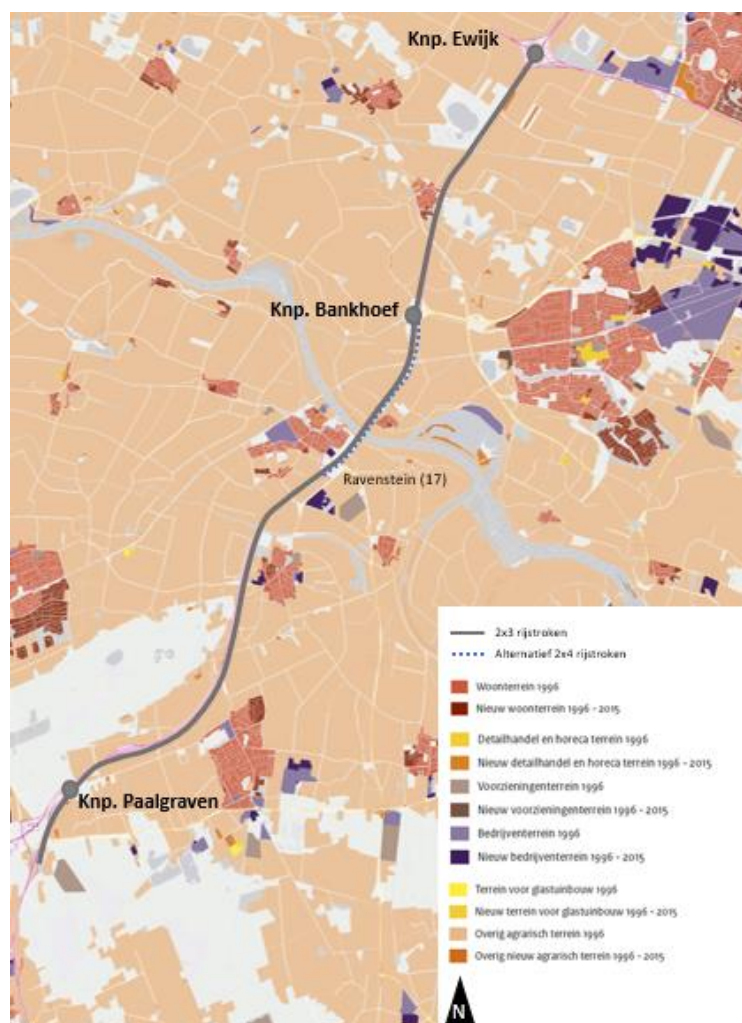 Knp. Ewijk
Knp. Bankhoef
Ravenstein (17)
Knp. Paalgraven
2x3 rijstroken
Alternatief 2x4 rijstroken
Woonterrein 1996
Nieuw woonterrein 1996 - 2015
Detailhandel en horeca terrein 1996
Nieuw detailhandel en horeca terrein 1996 - 2015
Voorzieningenterrein 1996
Nieuw voorzieningenterrein 1996 - 2015
Bedrijventerrein 1996
Nieuw bedrijventerrein 1996 - 2015
Terrein voor glastuinbouw 1996
Nieuw terrein voor glastuinbouw 1996 - 2015
Overig agrarisch terrein 1996
Overig nieuw agrarisch terrein 1996 - 2015
N